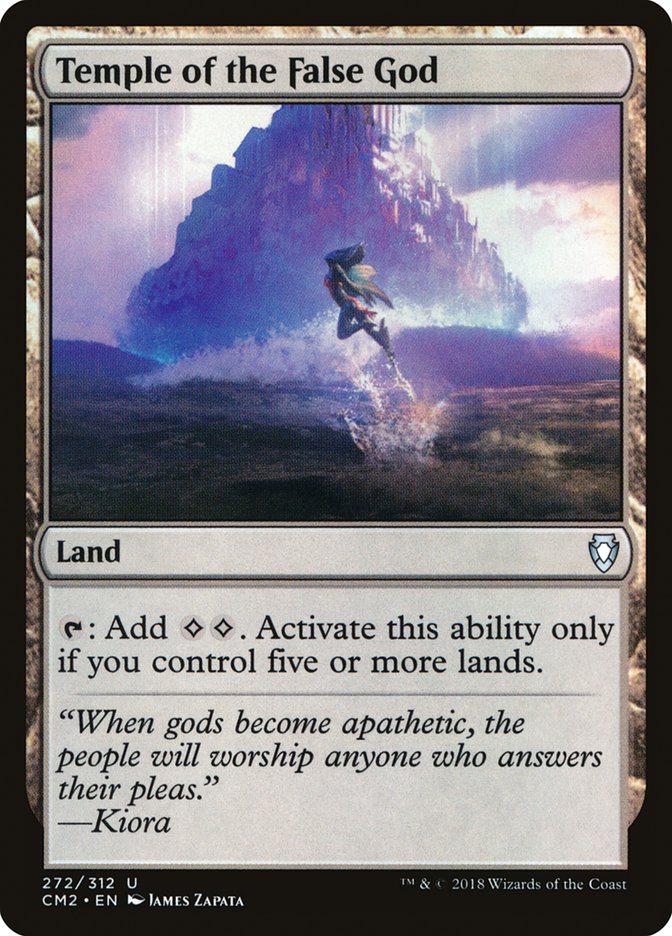 Temple of the False God
Land
: Add . Activate this ability only
if you control five or more lands.
“When gods become apathetic, the
people will worship anyone who answers
their pleas.”
—Kiora
272/312 U
CM2 • EN James Zapata
™ & © 2018 Wizards of the Coast